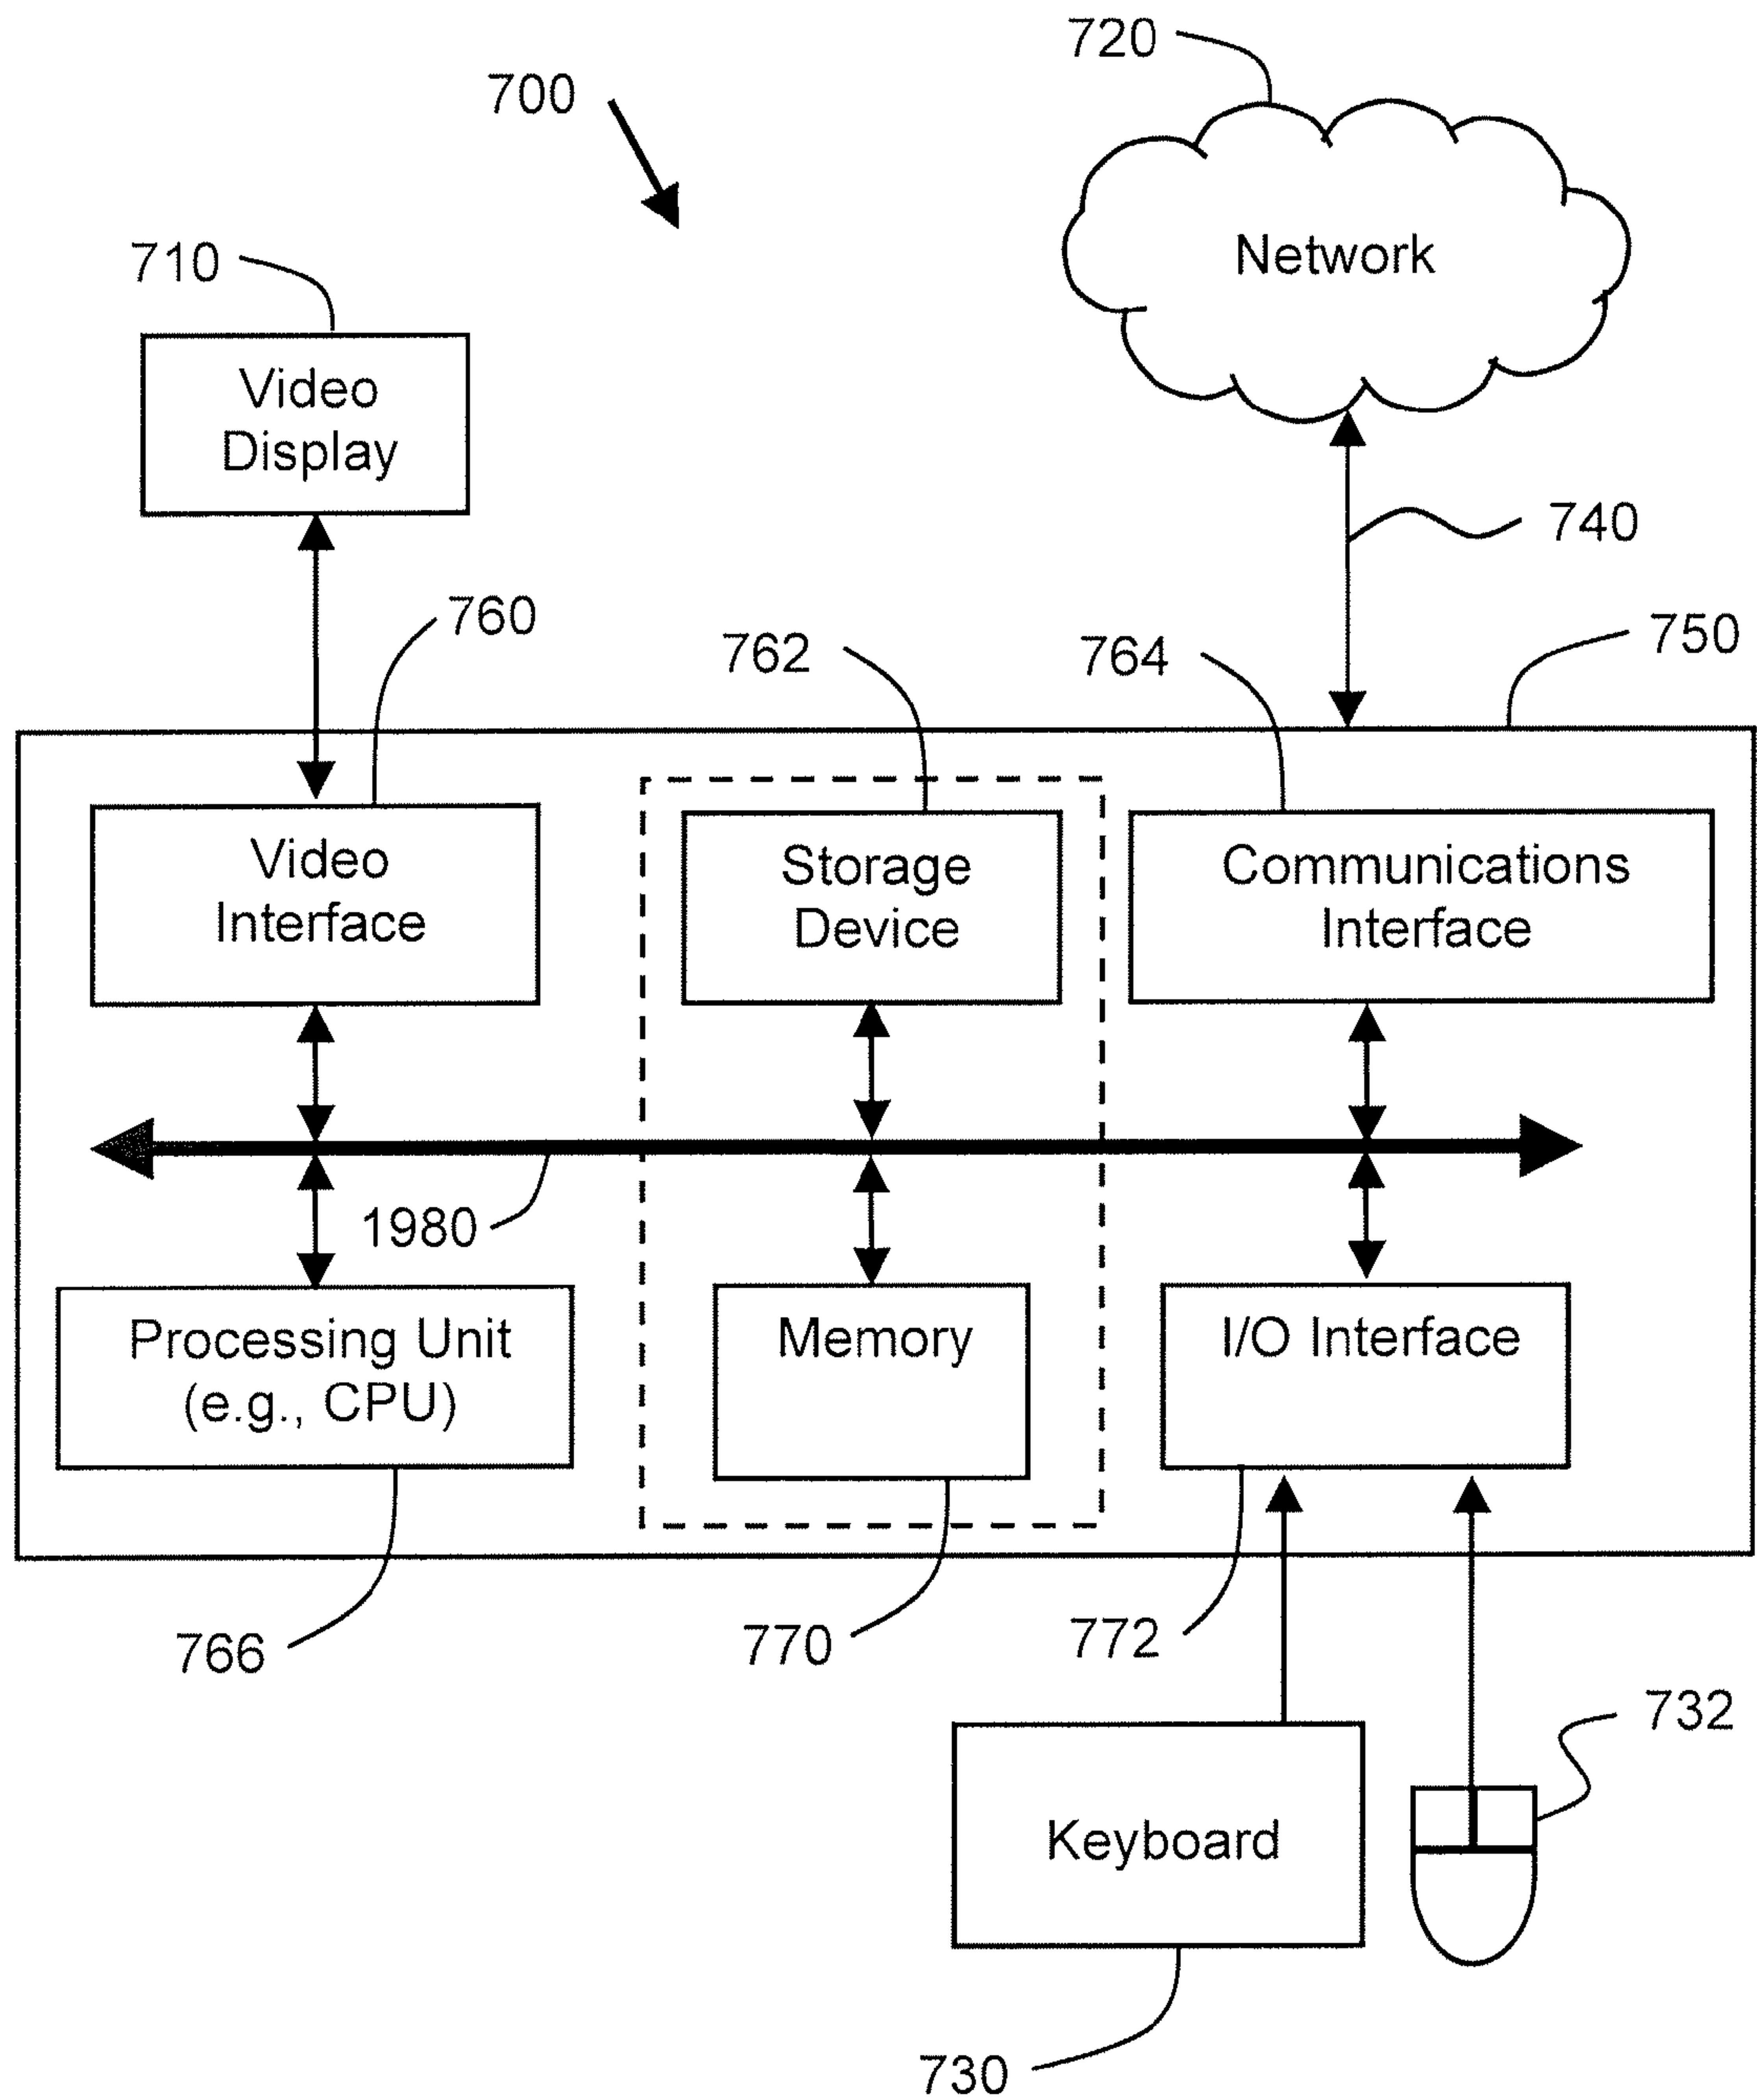 720
700
Network
710
Video
Display
740
760
762
764
750
Video
Interface
Storage
Device
Communications
Interface
1980
Processing Unit
(e.g., CPU)
Memory
I/O Interface
766
770
772
732
Keyboard
730